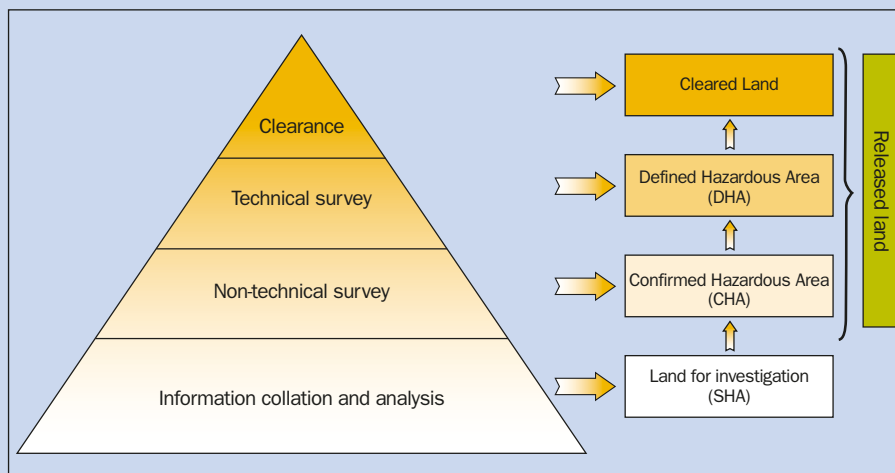 Clearance
Technical survey
Non-technical survey
Information collation and analysis
Cleared Land
Defined Hazardous Area
(DHA)
Confirmed Hazardous Area
(CHA)
Land for investigation
(SHA)
Released land